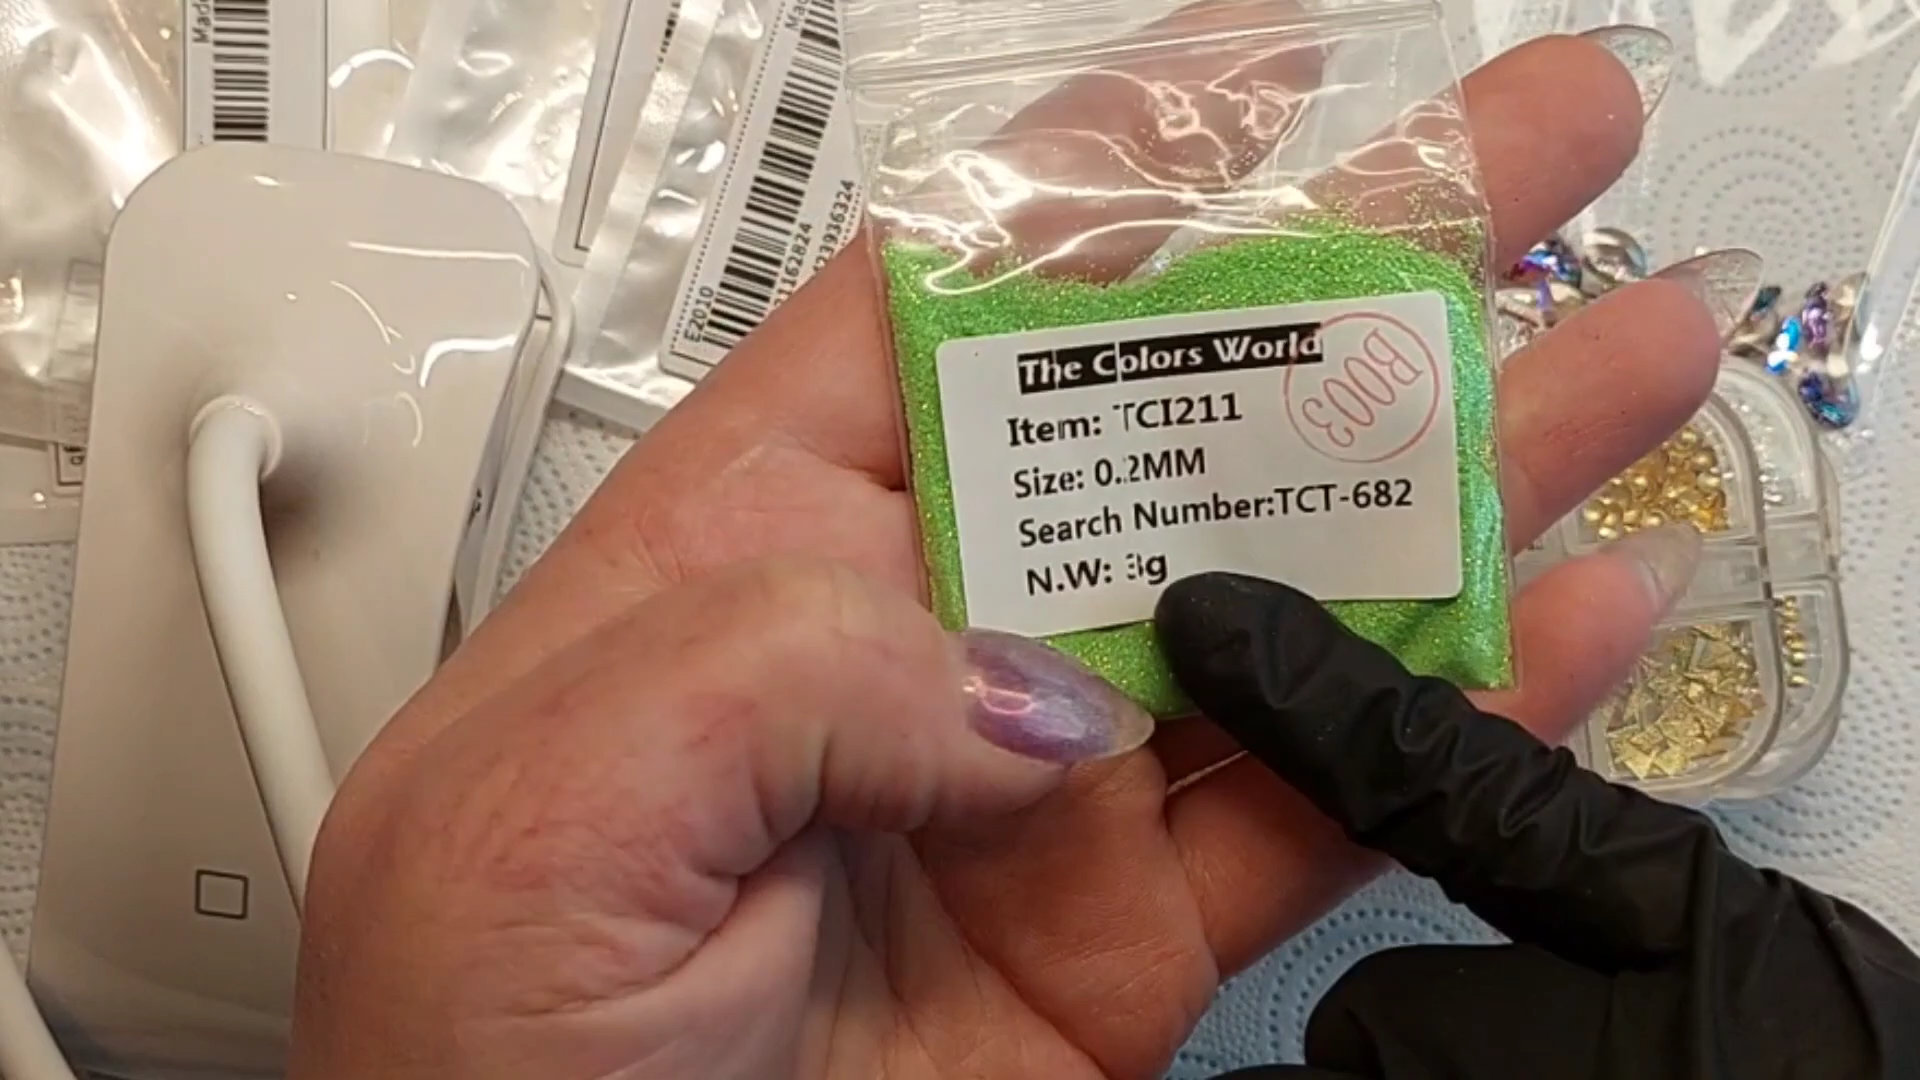 The Colors World
Item: TCI211
Size: 0.2MM
Search Number:TCT-682
N.W: 3g
B003
E2010